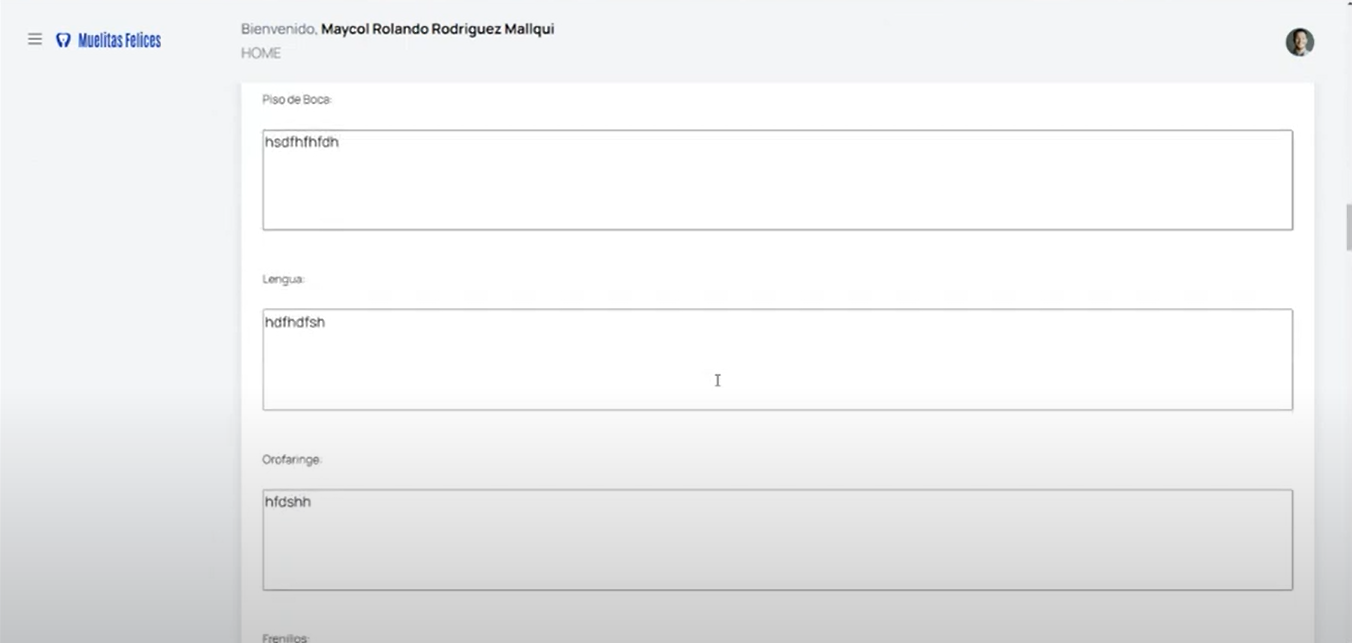 Muelitas Felices
Bienvenido, Maycol Rolando Rodriguez Mallqui
HOME
Piso de Boca:
hsdfhfhfdh
Lengua:
hdfhdfsh
Orofaringe:
hfdshh
Frenillos: